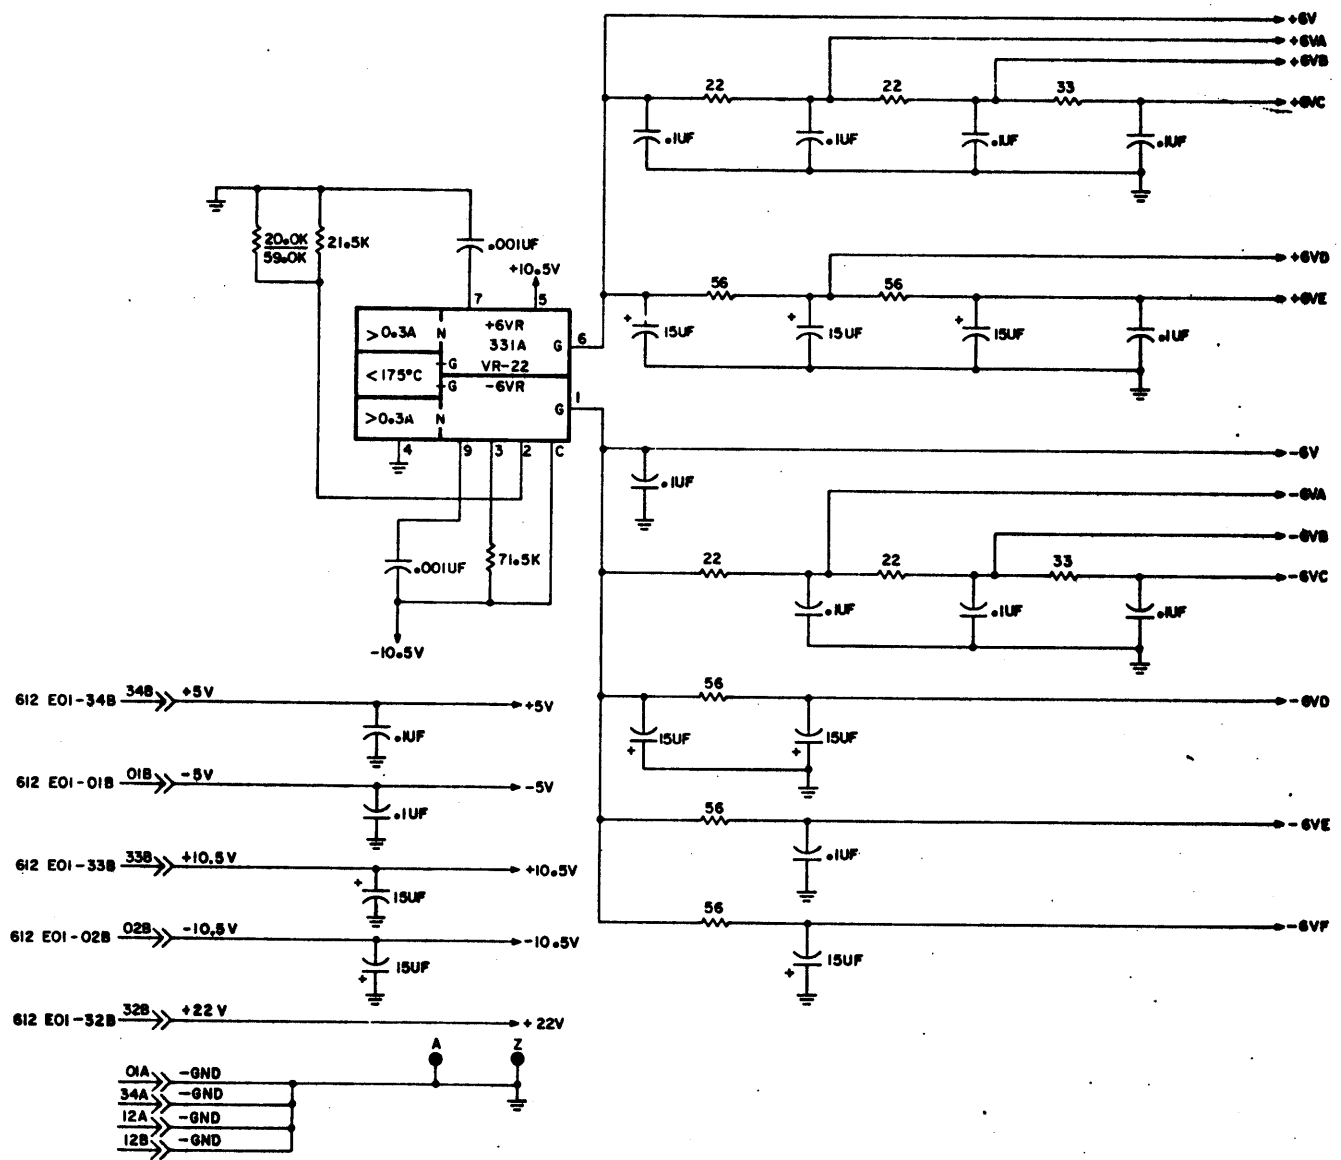 +6V
+6VA
+6VB
22
22
33
+6VC
.1UF
.1UF
.1UF
.1UF
20.0K
59.0K
21.5K
.001UF
+10.5V
+6VD
56
56
+6VE
7
5
15UF
15UF
15UF
.1UF
+
+
+
>0.3A
N
+6VR
331A
G
6
<175°C
G
VR-22
G
-6VR
>0.3A
N
G
1
4
9
3
2
C
-6V
.1UF
-6VA
-6VB
.001UF
71.5K
22
22
33
-6VC
.1UF
.1UF
.1UF
-10.5V
612 E01-34B
34B
+5V
+5V
.1UF
56
-6VD
15UF
15UF
+
+
612 E01-01B
01B
-5V
-5V
.1UF
56
-6VE
.1UF
612 E01-33B
33B
+10.5V
+10.5V
+
15UF
56
-6VF
612 E01-02B
02B
-10.5V
-10.5V
15UF
+
15UF
+
612 E01-32B
32B
+22V
+22V
A
Z
01A
-GND
34A
-GND
12A
-GND
12B
-GND